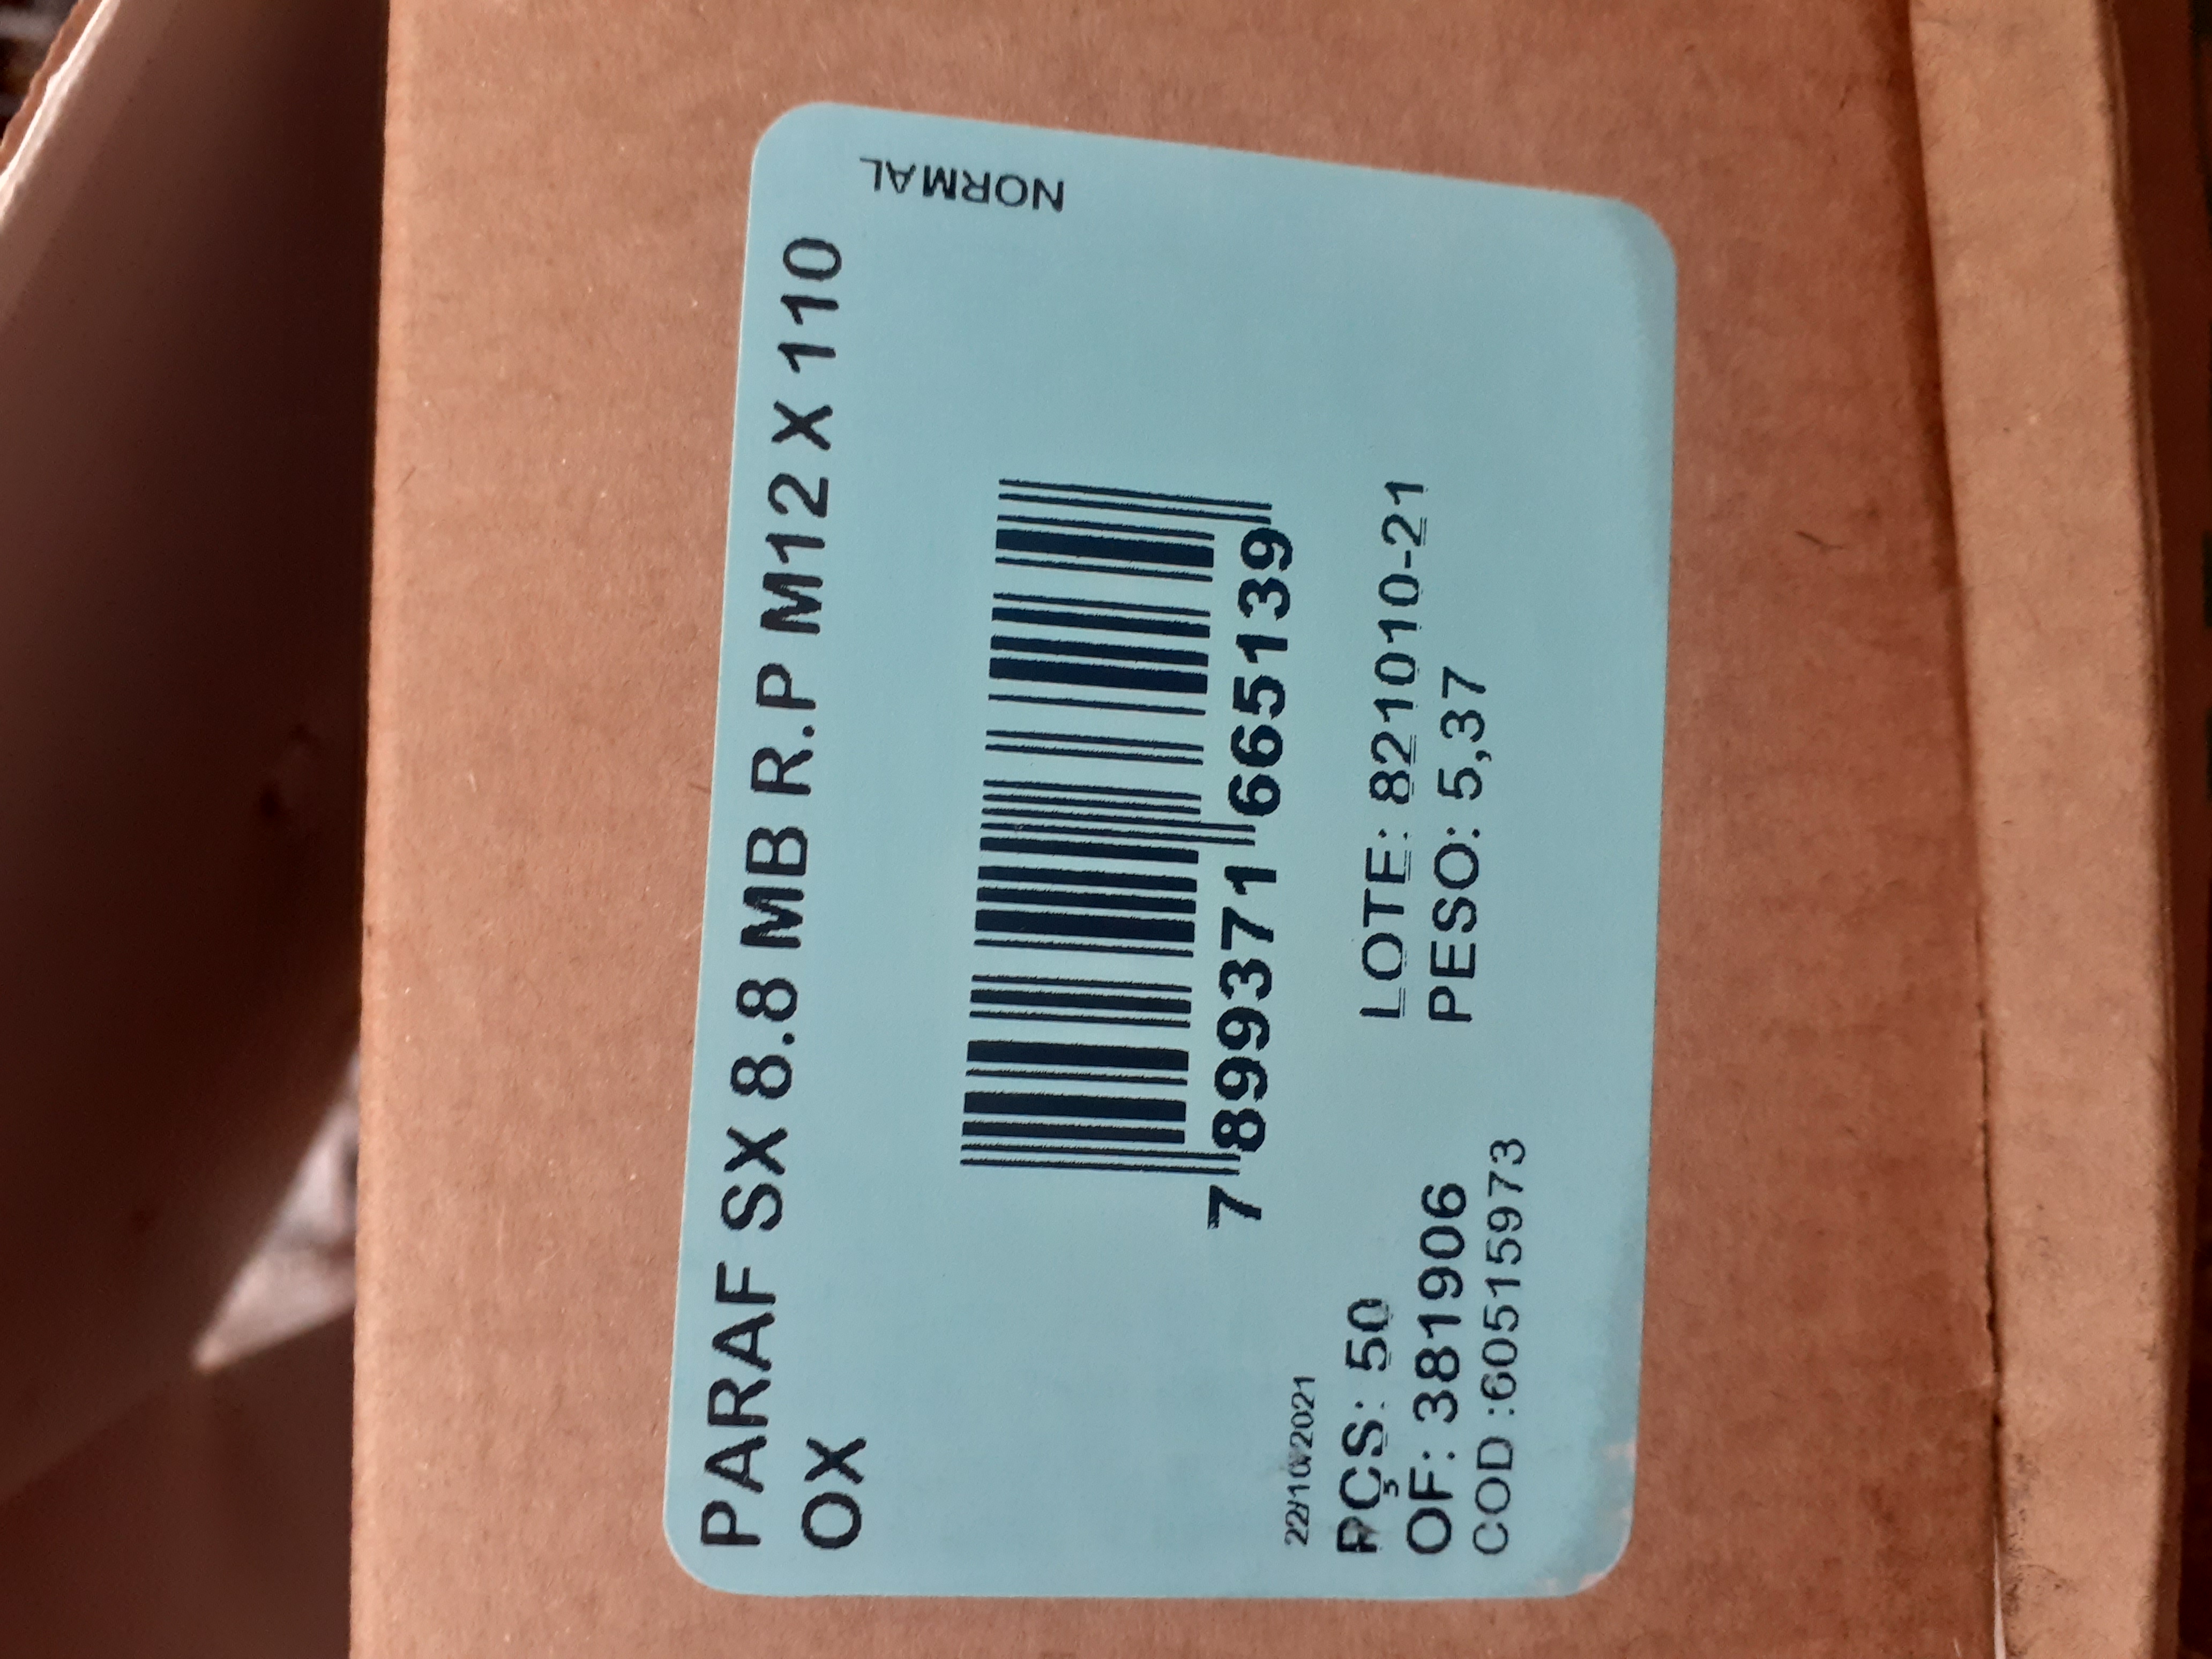 PARAF SX 8.8 MB R.P M12 X 110
OX
NORMAL
7 899371 665139
22/10/2021
PÇS: 50
LOTE: 821010-21
OF: 381906
PESO: 5,37
COD :60515973